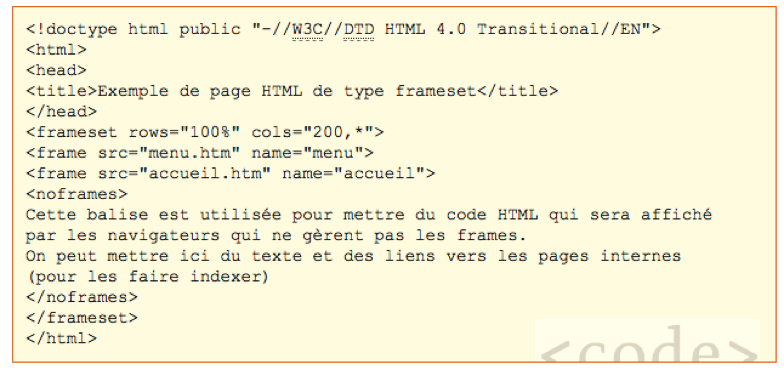 <!doctype html public "-//W3C//DTD HTML 4.0 Transitional//EN">
<html>
<head>
<title>Exemple de page HTML de type frameset</title>
</head>
<frameset rows="100%" cols="200,*">
<frame src="menu.htm" name="menu">
<frame src="accueil.htm" name="accueil">
<noframes>
Cette balise est utilisée pour mettre du code HTML qui sera affiché
par les navigateurs qui ne gèrent pas les frames.
On peut mettre ici du texte et des liens vers les pages internes
(pour les faire indexer)
</noframes>
</frameset>
</html>
<code>